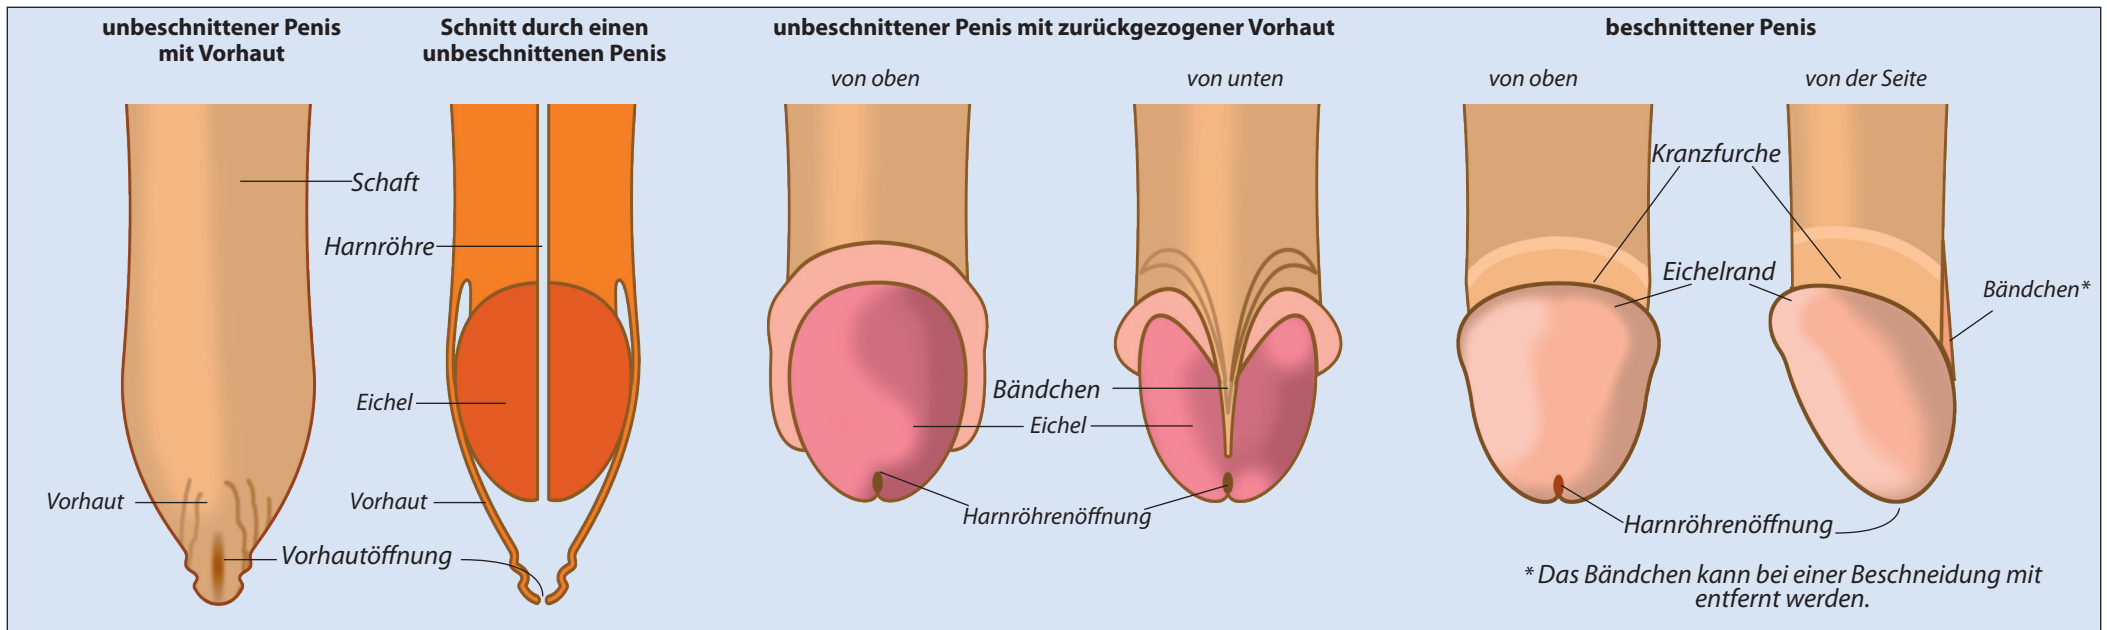 unbeschnittener Penis
mit Vorhaut
Schnitt durch einen
unbeschnittenen Penis
unbeschnittener Penis mit zurückgezogener Vorhaut
beschnittener Penis
von oben
von unten
von oben
von der Seite
Schaft
Harnröhre
Eichel
Vorhaut
Vorhaut
Vorhautöffnung
Bändchen
Eichel
Harnröhrenöffnung
Kranzfurche
Eichelrand
Bändchen*
Harnröhrenöffnung
* Das Bändchen kann bei einer Beschneidung mit
entfernt werden.